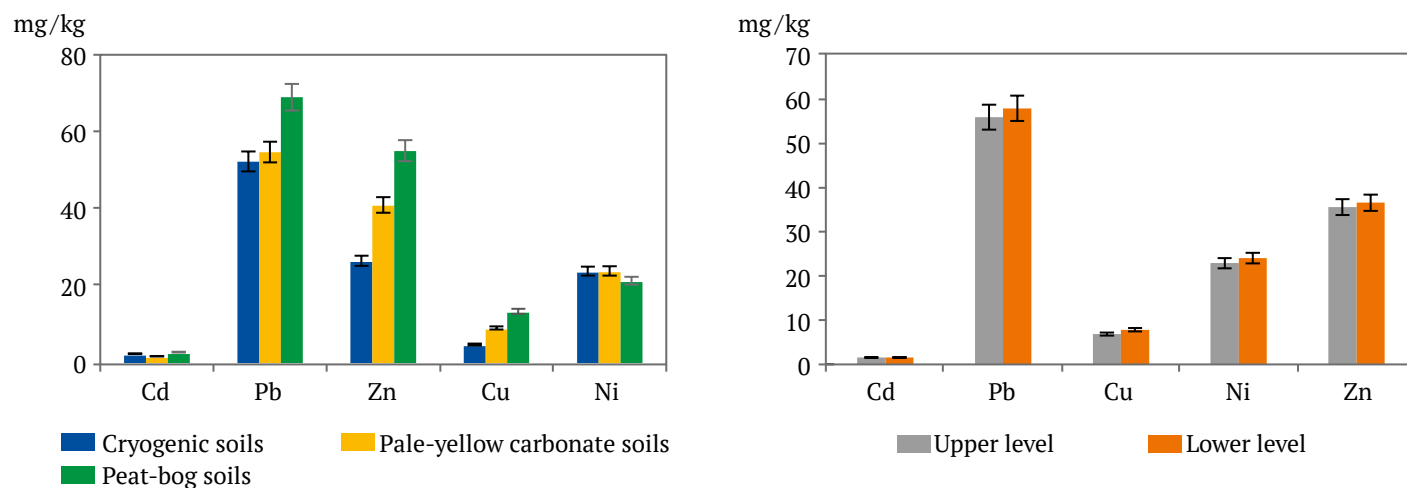 mg/kg
80
60
40
20
0
Cd Pb Zn Cu Ni
Cryogenic soils
Pale-yellow carbonate soils
Peat-bog soils
mg/kg
70
60
50
40
30
20
10
0
Cd Pb Cu Ni Zn
Upper level
Lower level